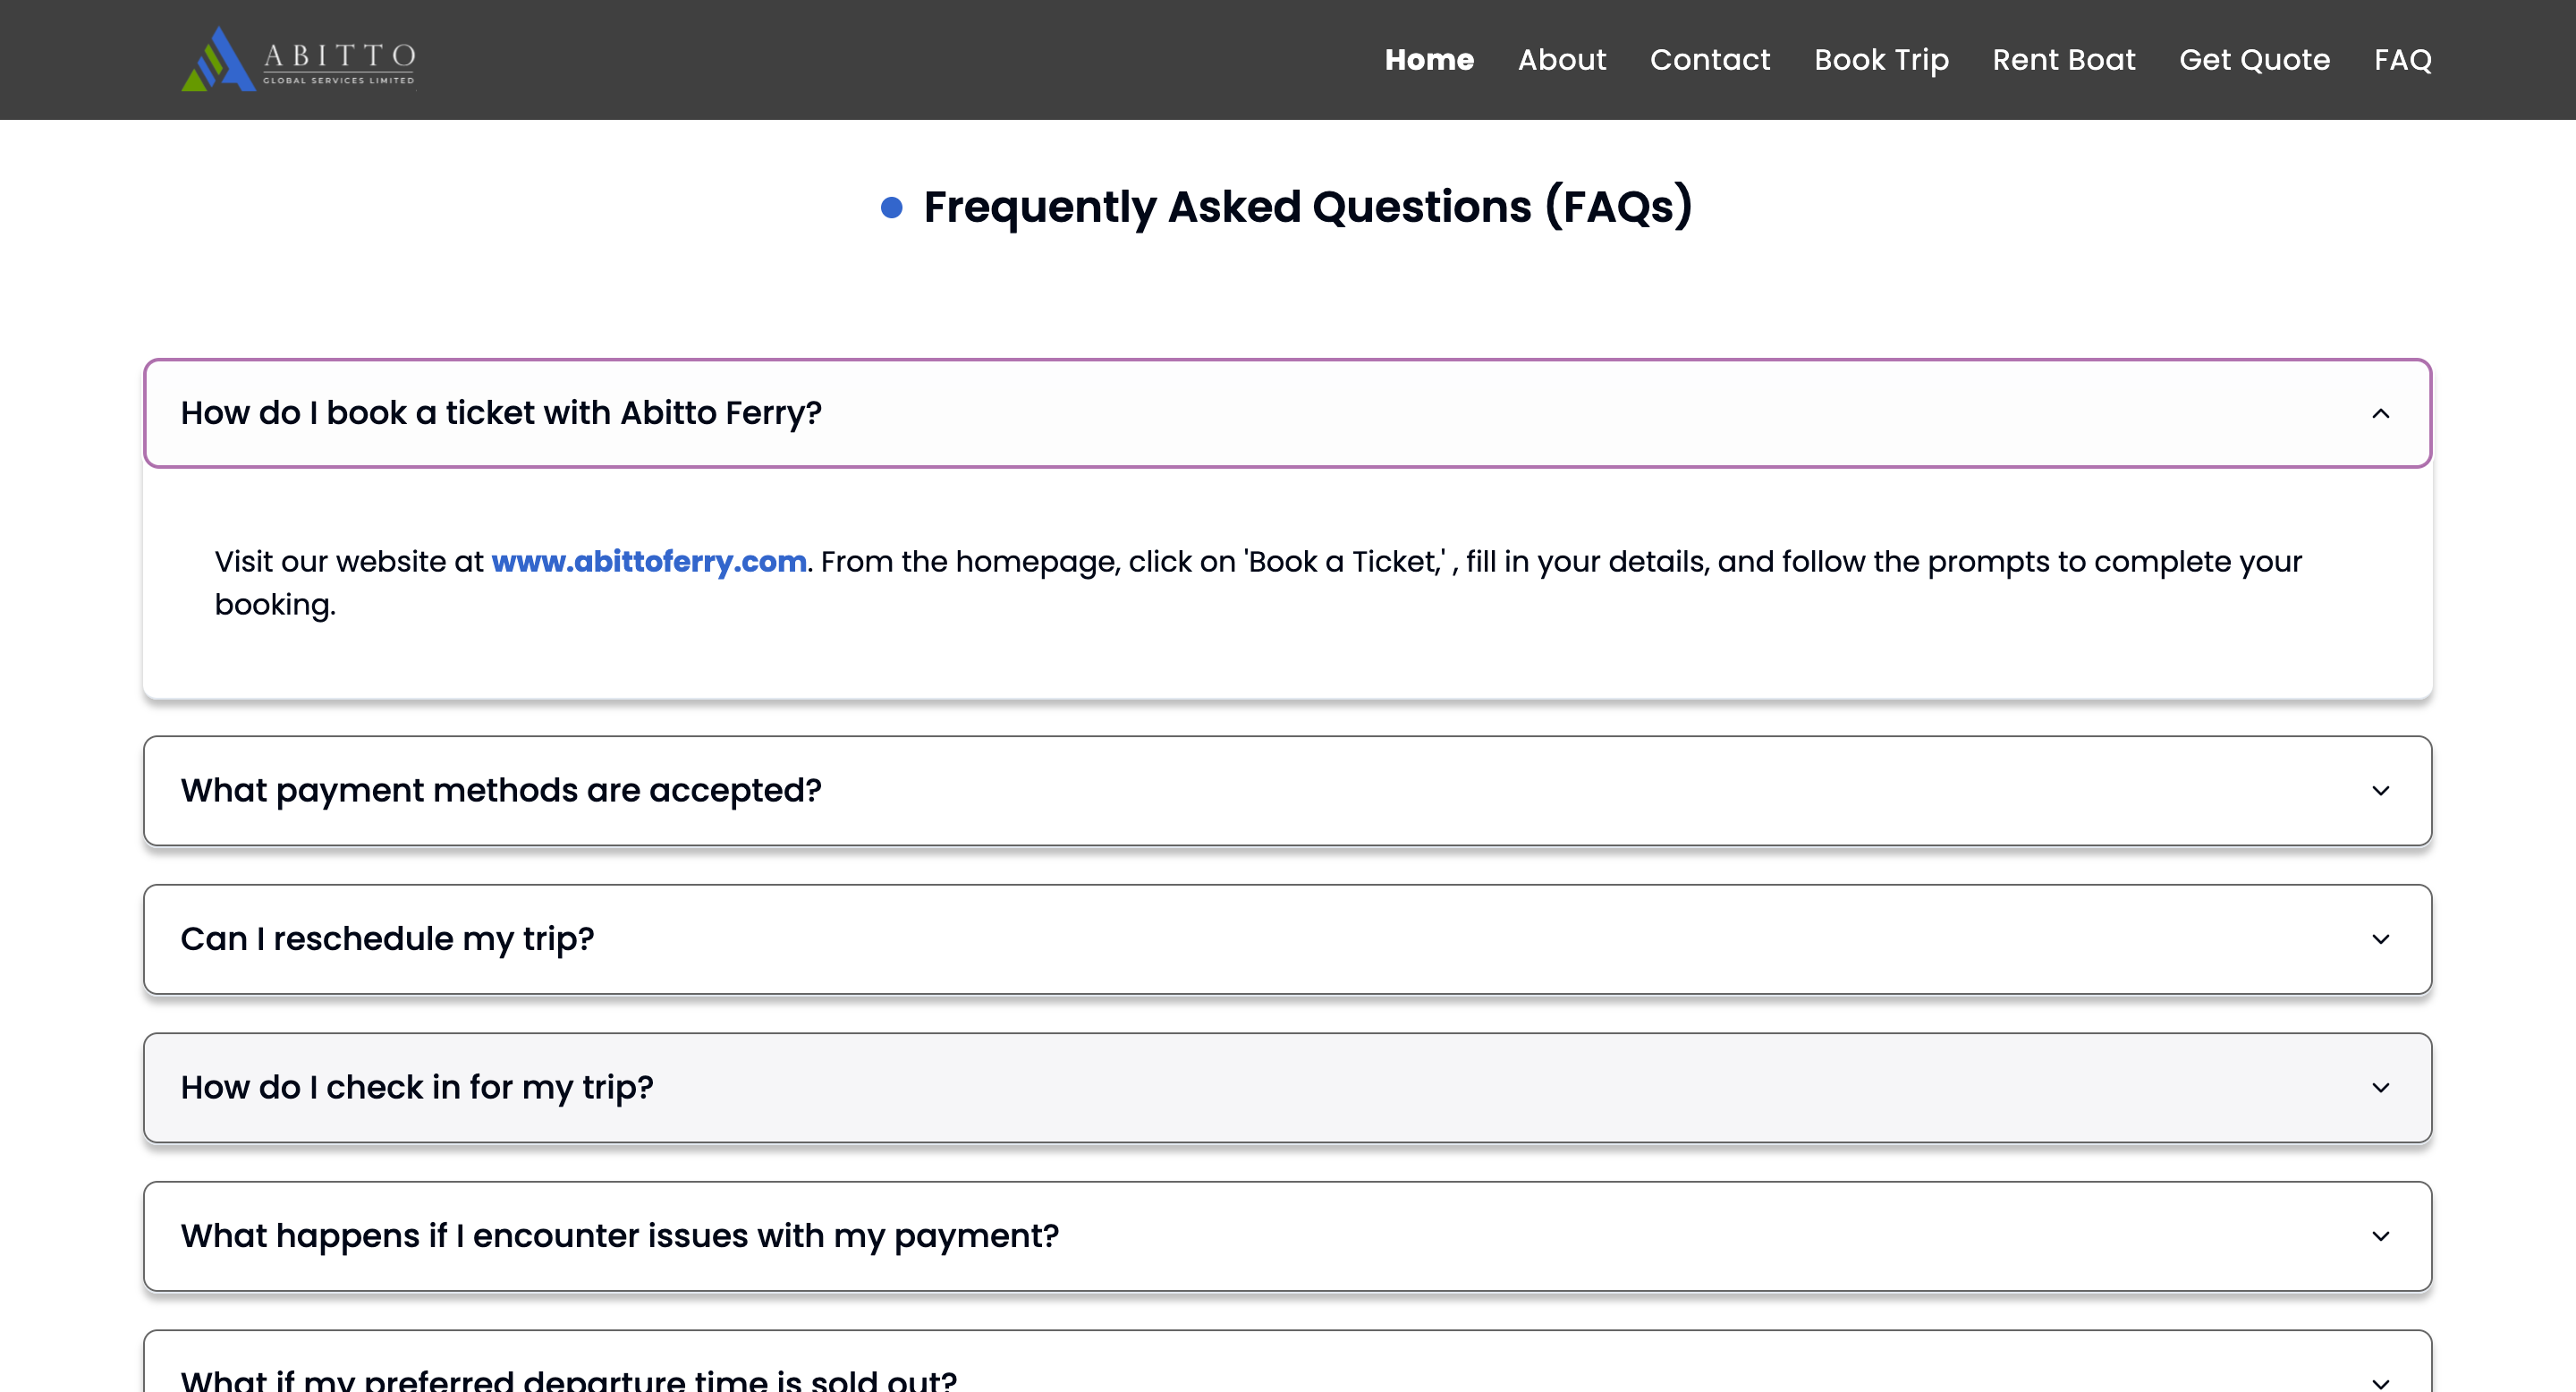 ABITTO
GLOBAL SERVICES LIMITED
Home About Contact Book Trip Rent Boat Get Quote FAQ
Frequently Asked Questions (FAQs)
How do I book a ticket with Abitto Ferry?
Visit our website at www.abittoferry.com. From the homepage, click on 'Book a Ticket,' , fill in your details, and follow the prompts to complete your
booking.
What payment methods are accepted?
Can I reschedule my trip?
How do I check in for my trip?
What happens if I encounter issues with my payment?
What if my preferred departure time is sold out?